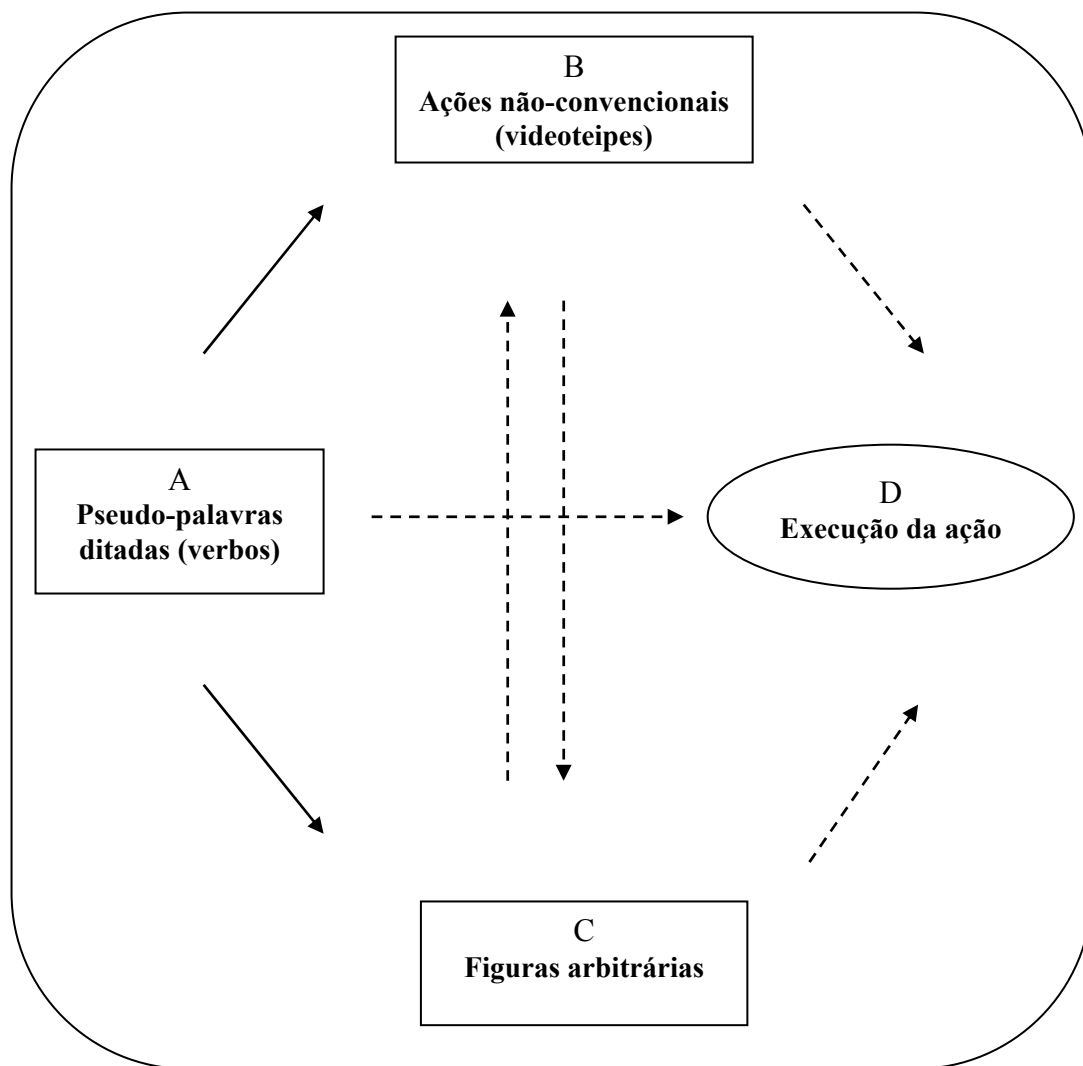 B
Ações não-convencionais
(videoteipes)
A
Pseudo-palavras
ditadas (verbos)
D
Execução da ação
C
Figuras arbitrárias